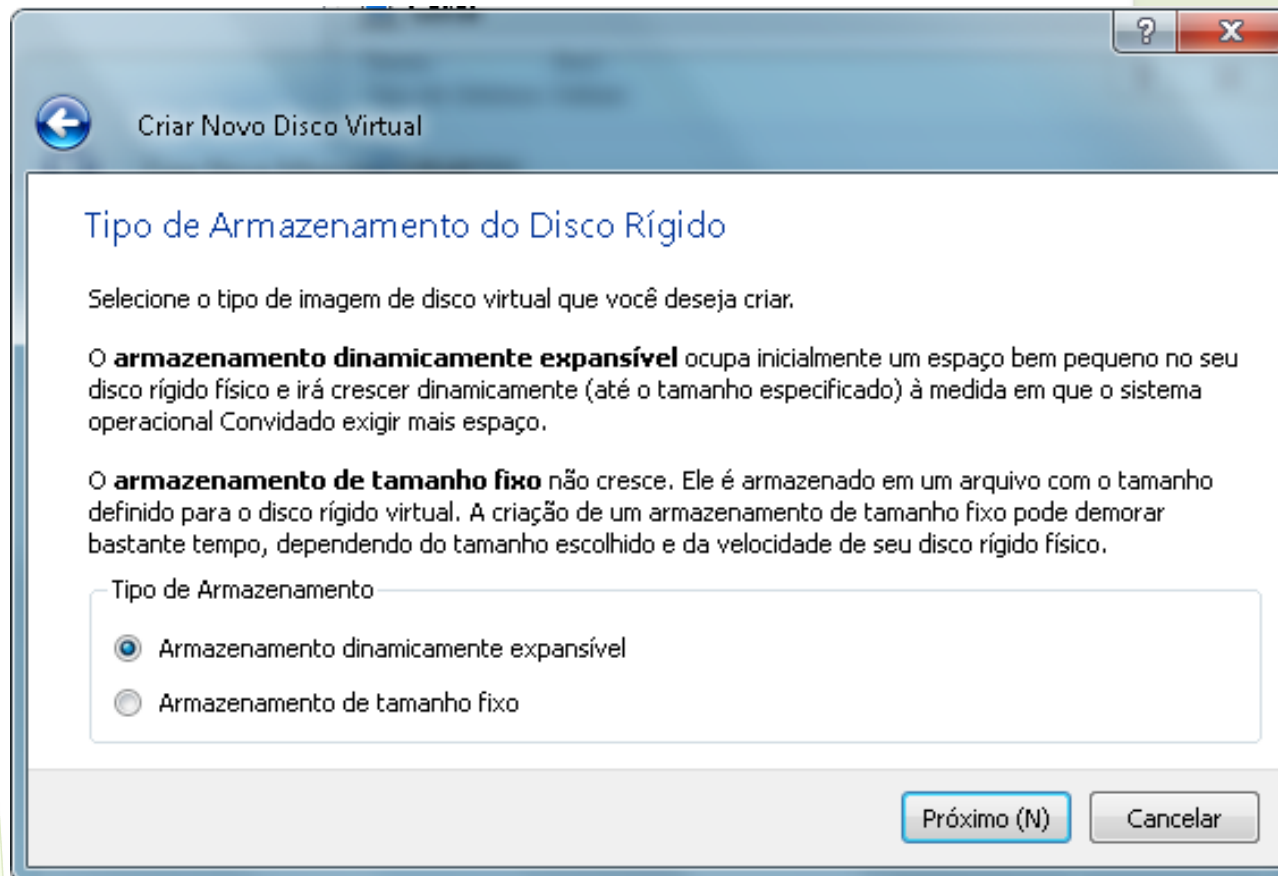 Criar Novo Disco Virtual
Tipo de Armazenamento do Disco Rígido
Selecione o tipo de imagem de disco virtual que você deseja criar.
O armazenamento dinamicamente expansível ocupa inicialmente um espaço bem pequeno no seu
disco rígido físico e irá crescer dinamicamente (até o tamanho especificado) à medida em que o sistema
operacional Convidado exigir mais espaço.
O armazenamento de tamanho fixo não cresce. Ele é armazenado em um arquivo com o tamanho
definido para o disco rígido virtual. A criação de um armazenamento de tamanho fixo pode demorar
bastante tempo, dependendo do tamanho escolhido e da velocidade de seu disco rígido físico.
Tipo de Armazenamento
Armazenamento dinamicamente expansível
Armazenamento de tamanho fixo
Próximo (N) Cancelar